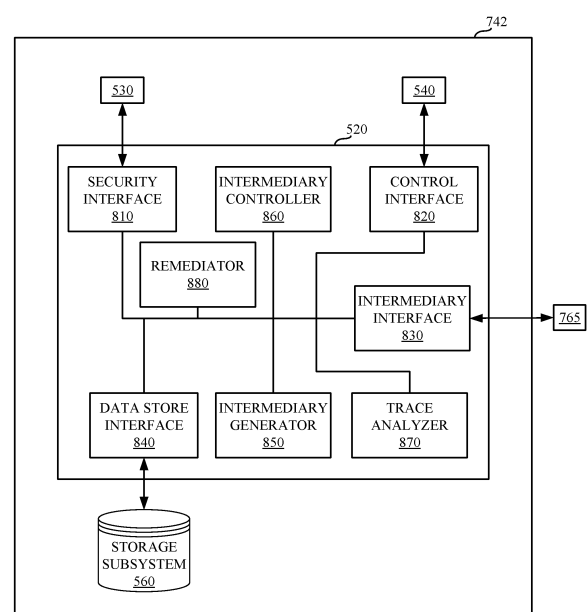 742
530
540
520
SECURITY
INTERFACE
810
INTERMEDIARY
CONTROLLER
860
CONTROL
INTERFACE
820
REMEDIATOR
880
INTERMEDIARY
INTERFACE
830
765
DATA STORE
INTERFACE
840
INTERMEDIARY
GENERATOR
850
TRACE
ANALYZER
870
STORAGE
SUBSYSTEM
560